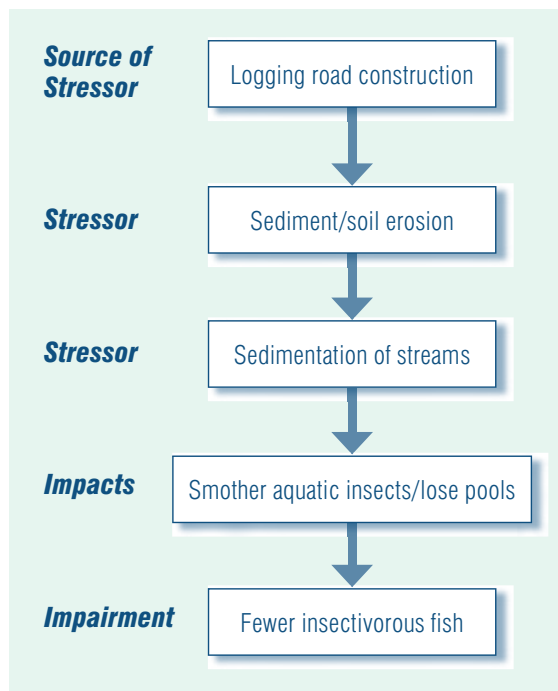 Source of
Stressor
Logging road construction
Stressor
Sediment/soil erosion
Stressor
Sedimentation of streams
Impacts
Smother aquatic insects/lose pools
Impairment
Fewer insectivorous fish